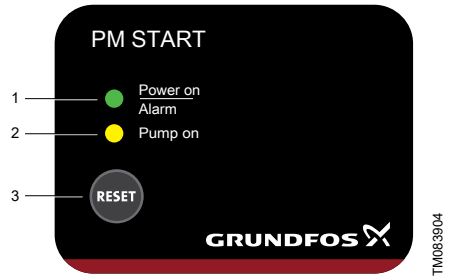 PM START
1
Power on
Alarm
2
Pump on
3
RESET
GRUNDFOS
TM083904